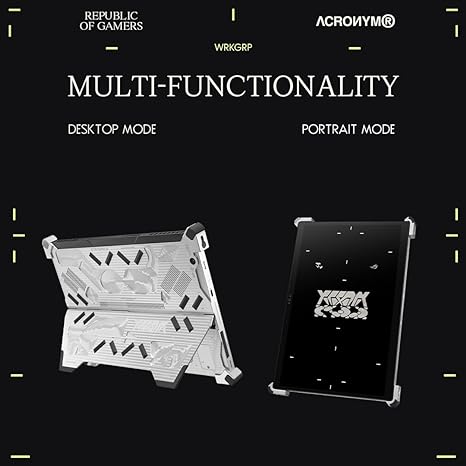 REPUBLIC
OF GAMERS
ACRONYM®
WRKGRP
MULTI-FUNCTIONALITY
DESKTOP MODE
PORTRAIT MODE